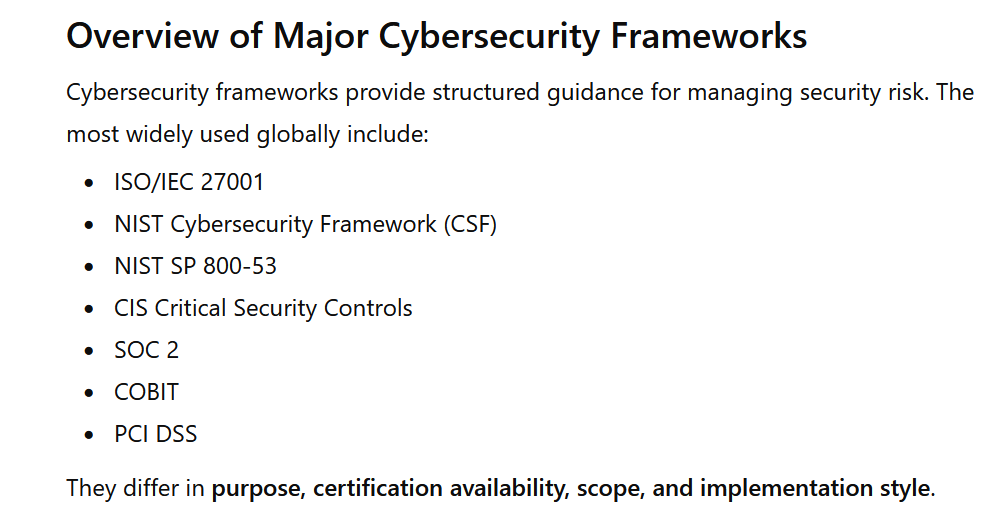 Overview of Major Cybersecurity Frameworks
Cybersecurity frameworks provide structured guidance for managing security risk. The
most widely used globally include:
• ISO/IEC 27001
• NIST Cybersecurity Framework (CSF)
• NIST SP 800-53
• CIS Critical Security Controls
• SOC 2
• COBIT
• PCI DSS
They differ in purpose, certification availability, scope, and implementation style.